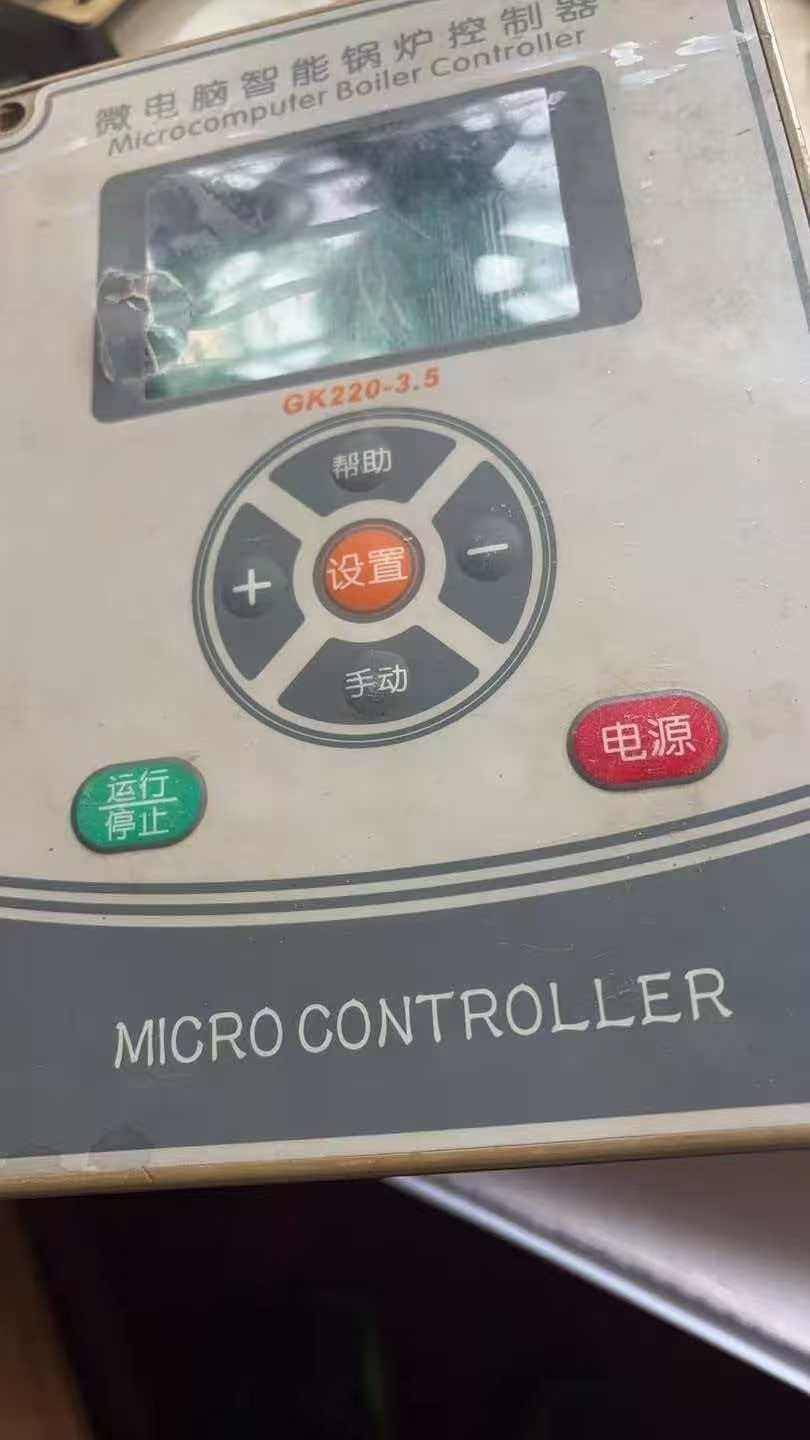 微电脑智能锅炉控制器
Microcomputer Boiler Controller
GK220-3.5
帮助
+
设置
−
手动
电源
运行
停止
MICRO CONTROLLER